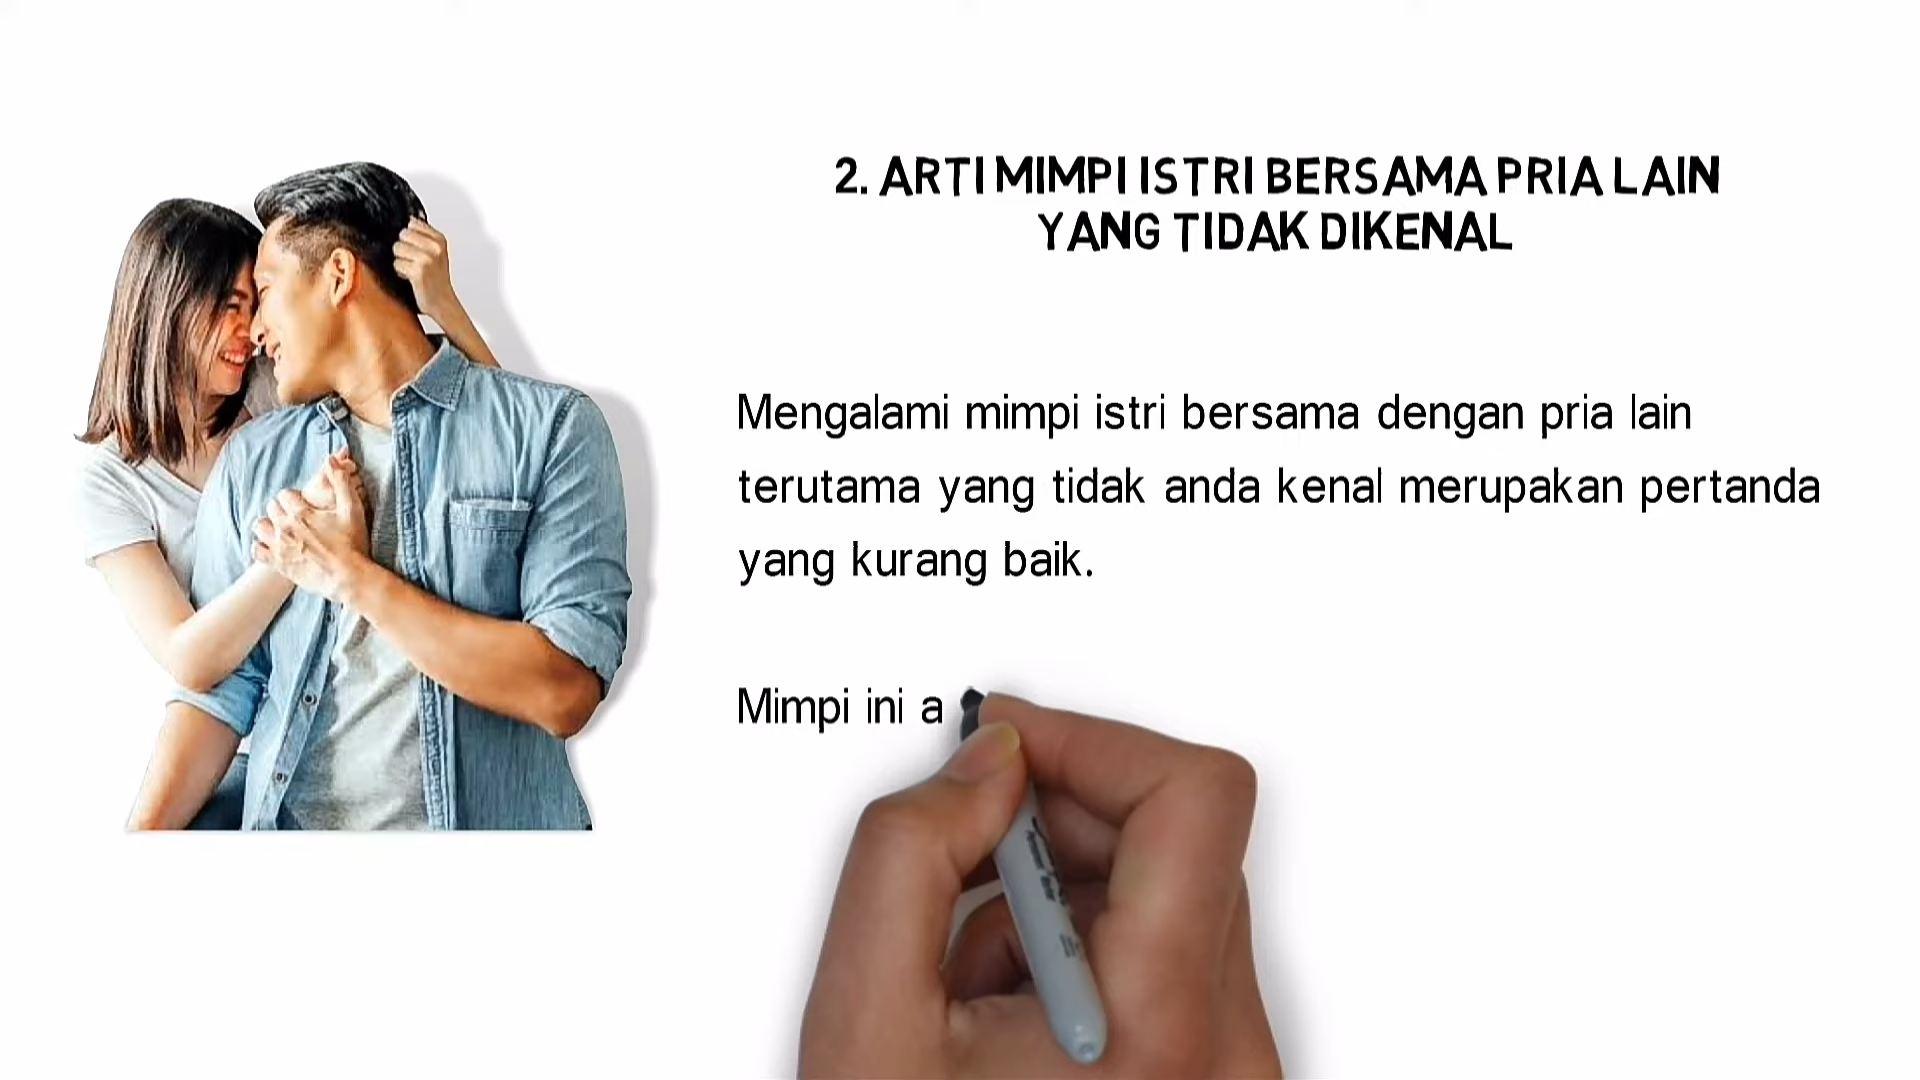 2. ARTI MIMPI ISTRI BERSAMA PRIA LAIN
YANG TIDAK DIKENAL
Mengalami mimpi istri bersama dengan pria lain
terutama yang tidak anda kenal merupakan pertanda
yang kurang baik.
Mimpi ini a